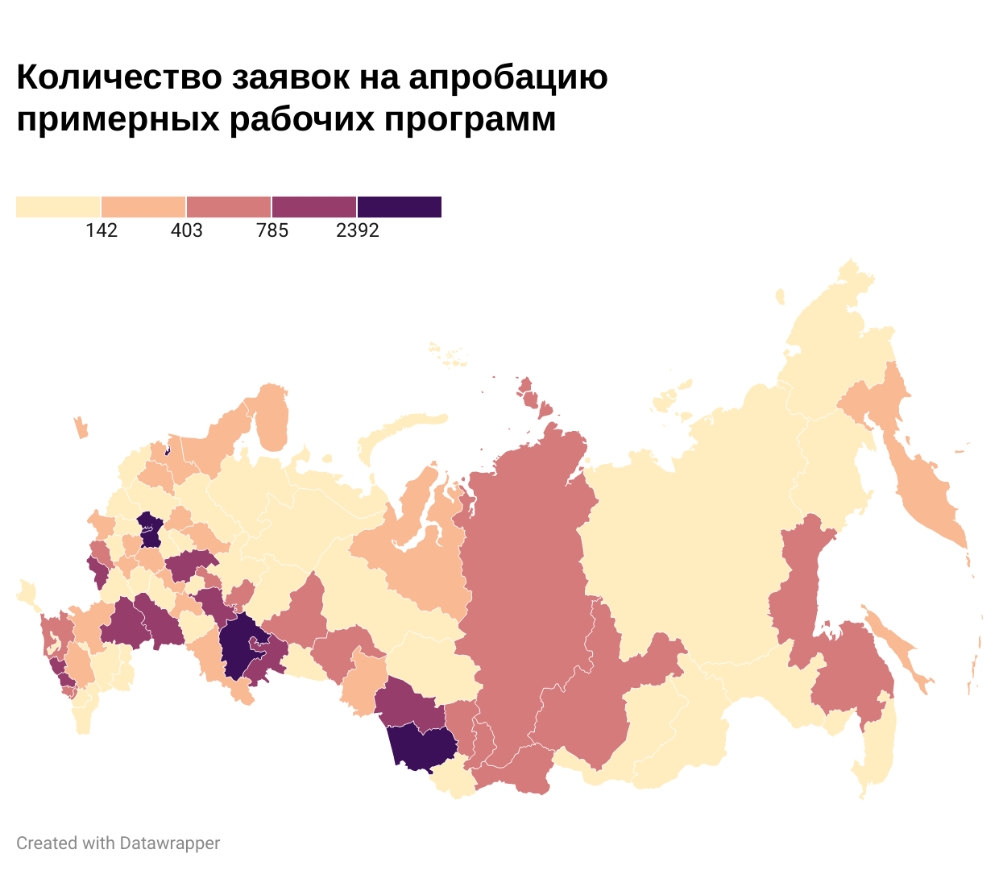 Количество заявок на апробацию
примерных рабочих программ
142 403 785 2392
Created with Datawrapper